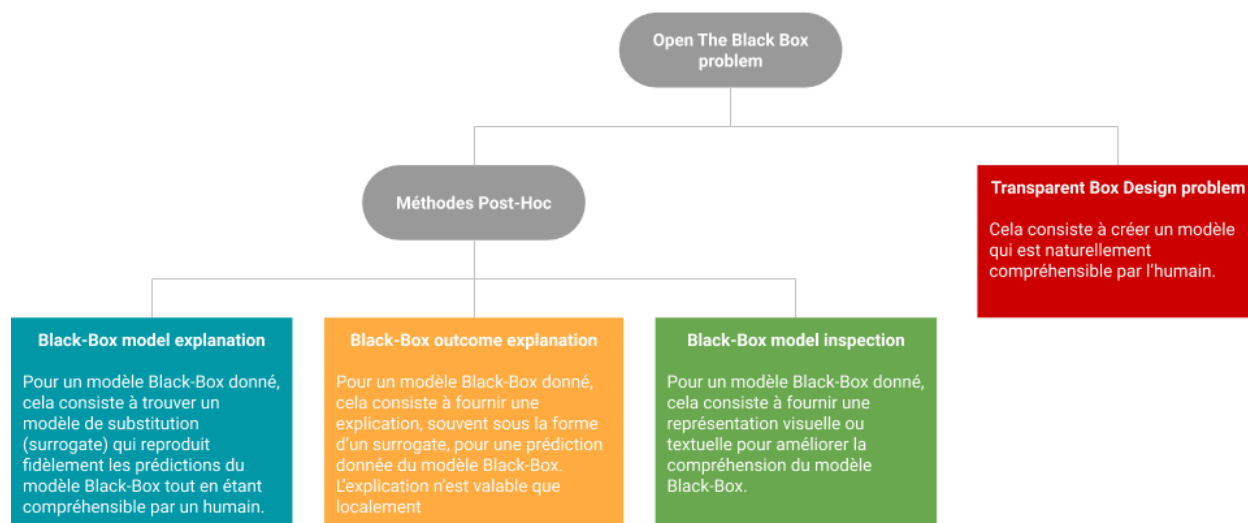 Open The Black Box
problem
Méthodes Post-Hoc
Transparent Box Design problem
Cela consiste à créer un modèle
qui est naturellement
compréhensible par l'humain.
Black-Box model explanation
Pour un modèle Black-Box donné,
cela consiste à trouver un
modèle de substitution
(surrogate) qui reproduit
fidèlement les prédictions du
modèle Black-Box tout en étant
compréhensible par un humain.
Black-Box outcome explanation
Pour un modèle Black-Box donné,
cela consiste à fournir une
explication, souvent sous la forme
d'un surrogate, pour une prédiction
donnée du modèle Black-Box.
L'explication n'est valable que
localement
Black-Box model inspection
Pour un modèle Black-Box donné,
cela consiste à fournir une
représentation visuelle ou
textuelle pour améliorer la
compréhension du modèle
Black-Box.